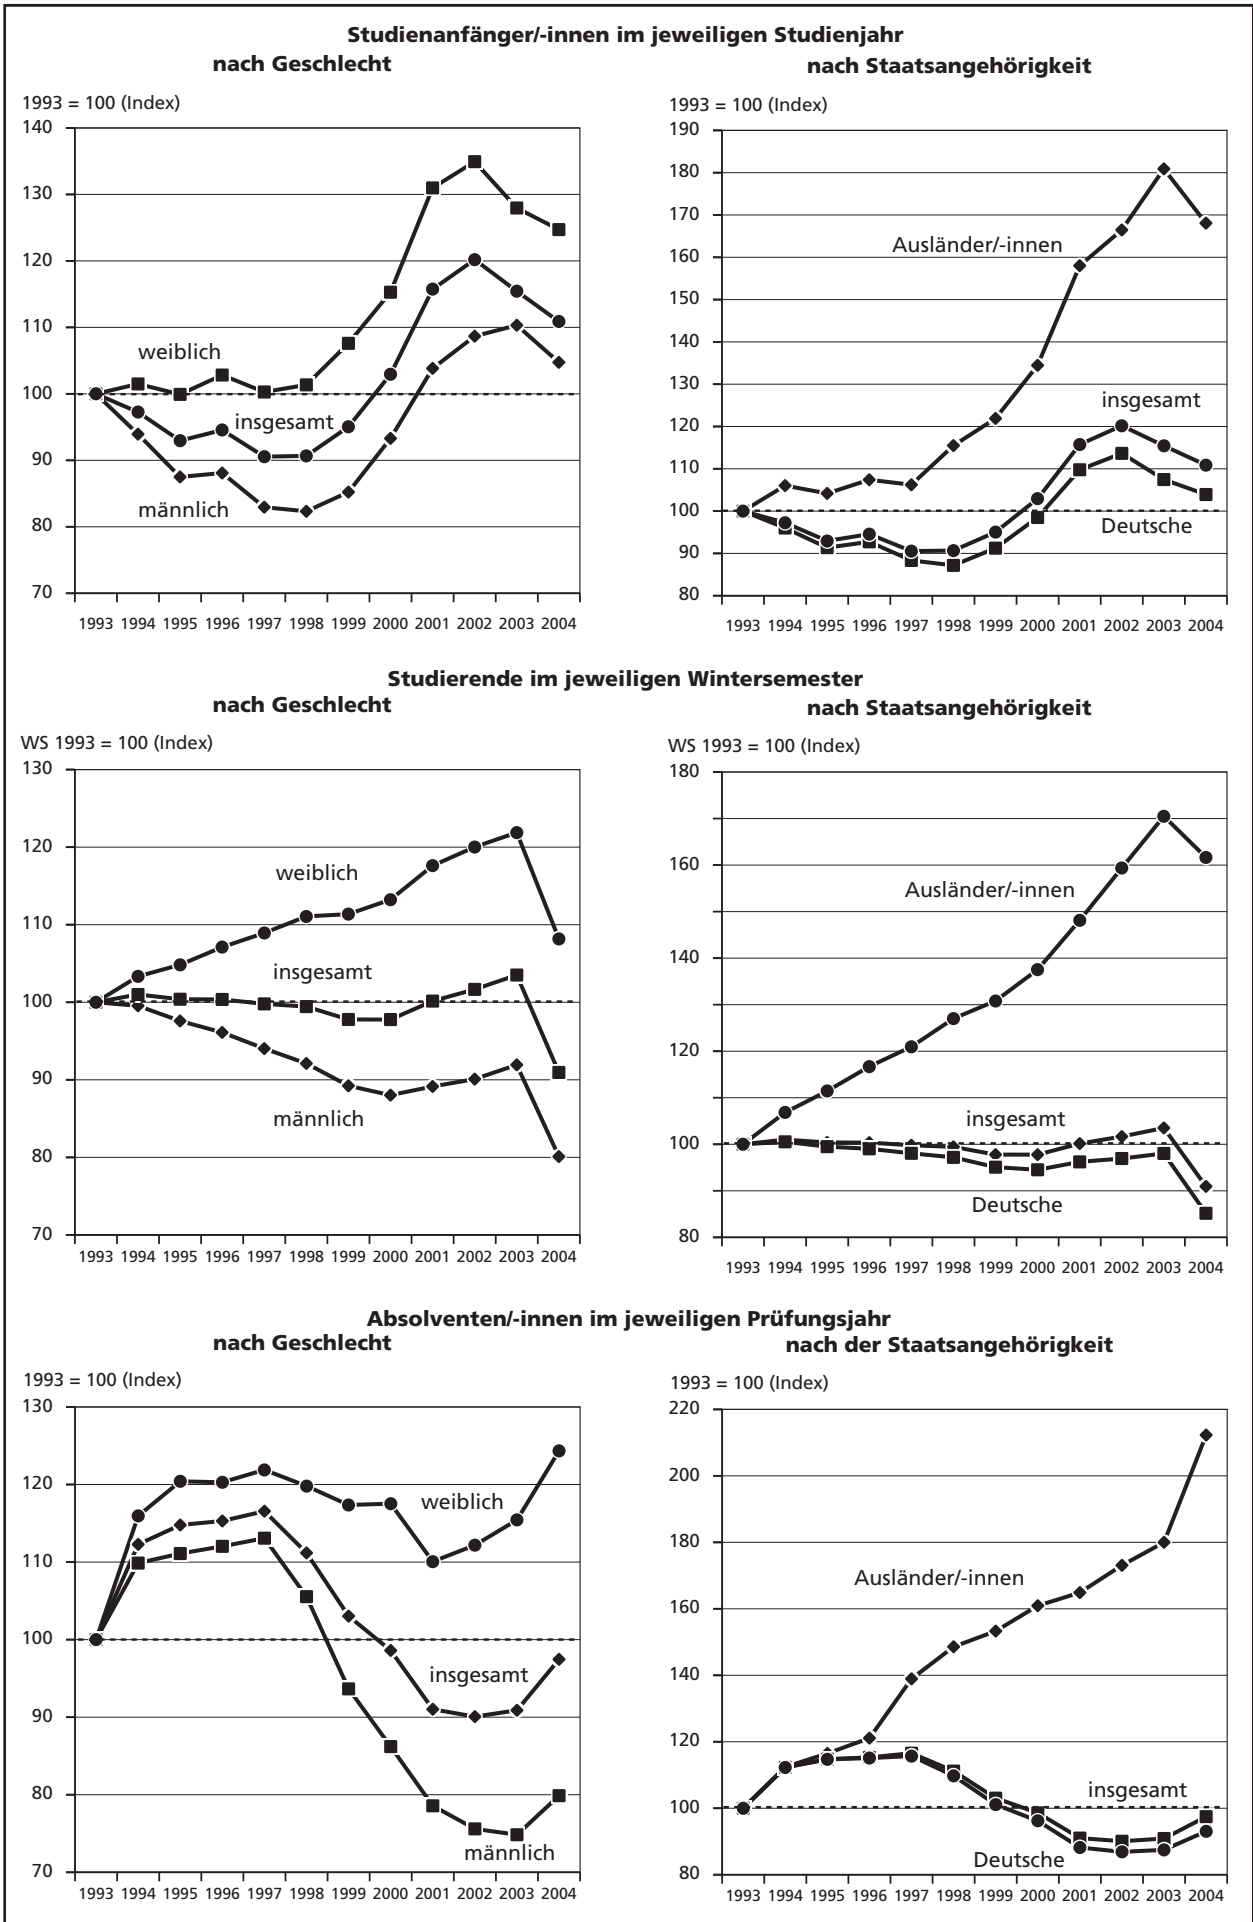 Studienanfänger/-innen im jeweiligen Studienjahr
nach Geschlecht
nach Staatsangehörigkeit
1993 = 100 (Index)
140
130
120
110
100
90
80
70
weiblich
insgesamt
männlich
1993 1994 1995 1996 1997 1998 1999 2000 2001 2002 2003 2004
1993 = 100 (Index)
190
180
170
160
150
140
130
120
110
100
90
80
Ausländer/-innen
insgesamt
Deutsche
1993 1994 1995 1996 1997 1998 1999 2000 2001 2002 2003 2004
Studierende im jeweiligen Wintersemester
nach Geschlecht
nach Staatsangehörigkeit
WS 1993 = 100 (Index)
130
120
110
100
90
80
70
weiblich
insgesamt
männlich
1993 1994 1995 1996 1997 1998 1999 2000 2001 2002 2003 2004
WS 1993 = 100 (Index)
180
160
140
120
100
80
Ausländer/-innen
insgesamt
Deutsche
1993 1994 1995 1996 1997 1998 1999 2000 2001 2002 2003 2004
Absolventen/-innen im jeweiligen Prüfungsjahr
nach Geschlecht
nach der Staatsangehörigkeit
1993 = 100 (Index)
130
120
110
100
90
80
70
weiblich
insgesamt
männlich
1993 1994 1995 1996 1997 1998 1999 2000 2001 2002 2003 2004
1993 = 100 (Index)
220
200
180
160
140
120
100
80
Ausländer/-innen
insgesamt
Deutsche
1993 1994 1995 1996 1997 1998 1999 2000 2001 2002 2003 2004